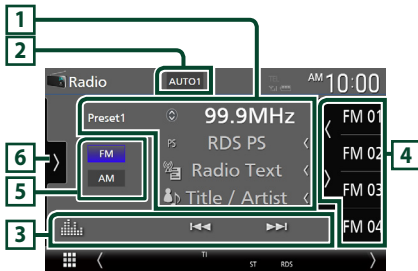 1
2
Radio
AUTO1
AM 10:00
Preset1
99.9MHz
FM 01
PS
RDS PS
FM 02
4
6
FM
Radio Text
5
AM
FM 03
Title / Artist
3
FM 04
TI
ST
RDS